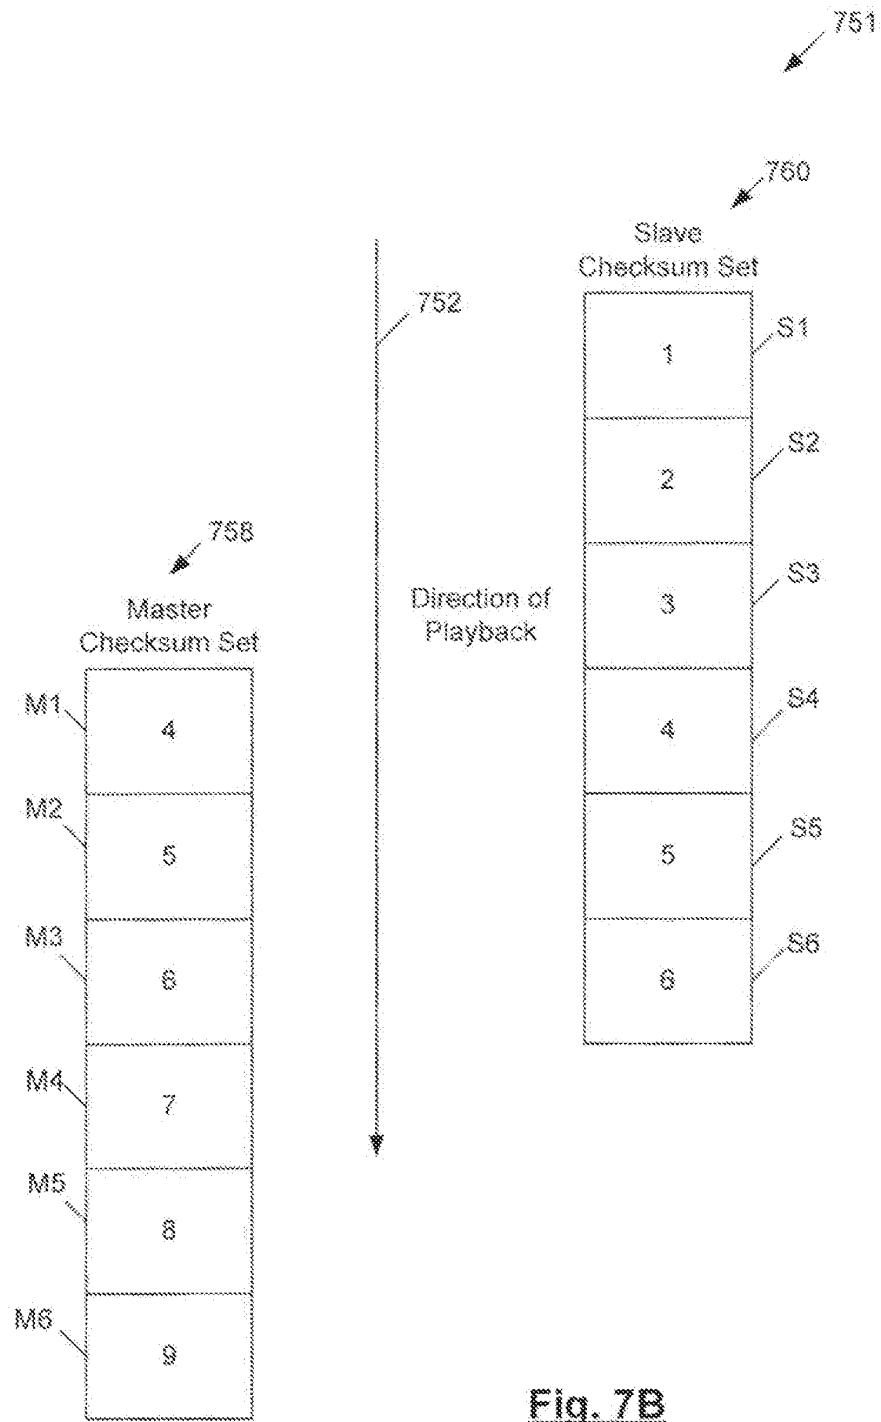 751
760
Slave
Checksum Set
752
1
S1
2
S2
758
3
S3
Direction of
Playback
Master
Checksum Set
M1
4
4
S4
M2
5
5
S5
M3
6
6
S6
M4
7
M5
8
M6
9
Fig. 7B